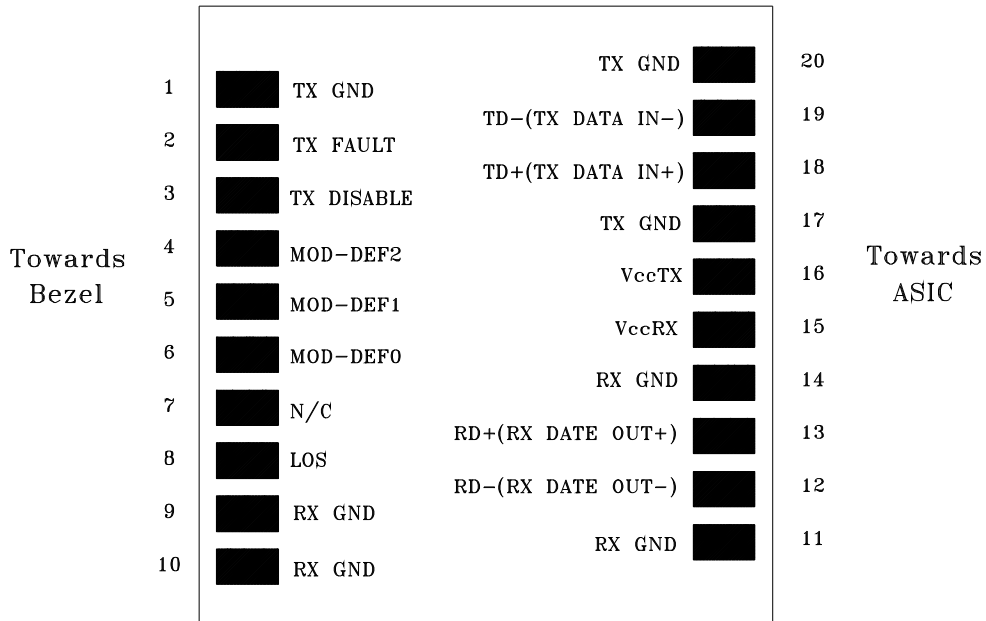 Towards
Bezel
1 TX GND
2 TX FAULT
3 TX DISABLE
4 MOD-DEF2
5 MOD-DEF1
6 MOD-DEF0
7 N/C
8 LOS
9 RX GND
10 RX GND
TX GND 20
TD-(TX DATA IN-) 19
TD+(TX DATA IN+) 18
TX GND 17
VccTX 16
VccRX 15
RX GND 14
RD+(RX DATE OUT+) 13
RD-(RX DATE OUT-) 12
RX GND 11
Towards
ASIC